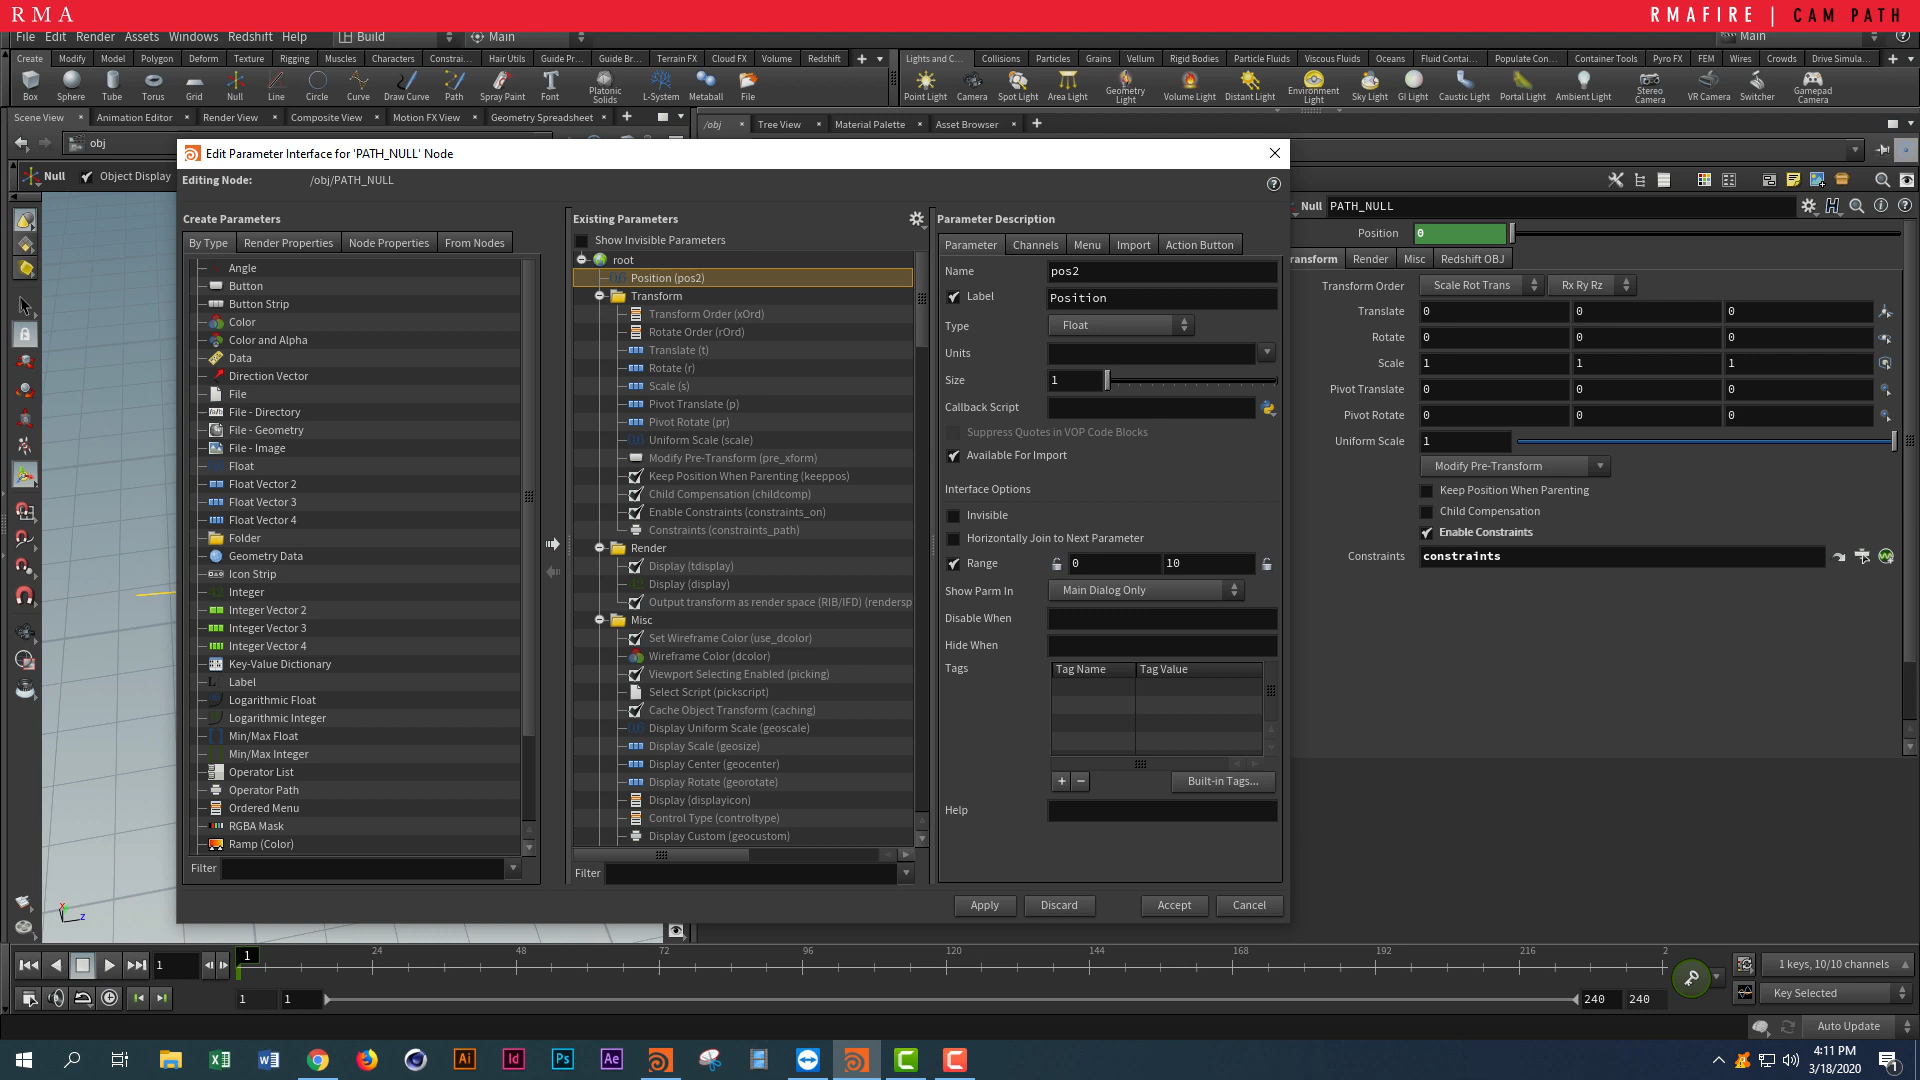 RMA
RMAFIRE | CAM PATH
File Edit Render Assets Windows Redshift Help Build Main Main
Create Modify Model Polygon Deform Texture Rigging Muscles Characters Constrai... Hair Utils Guide Pr... Guide Br... Terrain FX Cloud FX Volume Redshift
Lights and C... Collisions Particles Grains Vellum Rigid Bodies Particle Fluids Viscous Fluids Oceans Fluid Contai... Populate Con... Container Tools Pyro FX FEM Wires Crowds Drive Simula...
Box Sphere Tube Torus Grid Null Line Circle Curve Draw Curve Path Spray Paint Font Platonic Solids L-System Metaball File
Point Light Camera Spot Light Area Light Geometry Light Volume Light Distant Light Environment Light Sky Light GI Light Caustic Light Portal Light Ambient Light Stereo Camera VR Camera Switcher Gamepad Camera
Scene View Animation Editor Render View Composite View Motion FX View Geometry Spreadsheet
/obj Tree View Material Palette Asset Browser
obj
Null Object Display
Edit Parameter Interface for 'PATH_NULL' Node
Editing Node: /obj/PATH_NULL
Create Parameters
By Type Render Properties Node Properties From Nodes
Angle
Button
Button Strip
Color
Color and Alpha
Data
Direction Vector
File
File - Directory
File - Geometry
File - Image
Float
Float Vector 2
Float Vector 3
Float Vector 4
Folder
Geometry Data
Icon Strip
Integer
Integer Vector 2
Integer Vector 3
Integer Vector 4
Key-Value Dictionary
Label
Logarithmic Float
Logarithmic Integer
Min/Max Float
Min/Max Integer
Operator List
Operator Path
Ordered Menu
RGBA Mask
Ramp (Color)
Filter
Existing Parameters
Show Invisible Parameters
root
Position (pos2)
Transform
Transform Order (xOrd)
Rotate Order (rOrd)
Translate (t)
Rotate (r)
Scale (s)
Pivot Translate (p)
Pivot Rotate (pr)
Uniform Scale (scale)
Modify Pre-Transform (pre_xform)
Keep Position When Parenting (keeppos)
Child Compensation (childcomp)
Enable Constraints (constraints_on)
Constraints (constraints_path)
Render
Display (tdisplay)
Display (display)
Output transform as render space (RIB/IFD) (rendersp
Misc
Set Wireframe Color (use_dcolor)
Wireframe Color (dcolor)
Viewport Selecting Enabled (picking)
Select Script (pickscript)
Cache Object Transform (caching)
Display Uniform Scale (geoscale)
Display Scale (geosize)
Display Center (geocenter)
Display Rotate (georotate)
Display (displayicon)
Control Type (controltype)
Display Custom (geocustom)
Filter
Parameter Description
Parameter Channels Menu Import Action Button
Name pos2
Label Position
Type Float
Units
Size 1
Callback Script
Suppress Quotes in VOP Code Blocks
Available For Import
Interface Options
Invisible
Horizontally Join to Next Parameter
Range 0 10
Show Parm In Main Dialog Only
Disable When
Hide When
Tags Tag Name Tag Value
+ - Built-in Tags...
Help
Apply Discard Accept Cancel
Null PATH_NULL
Position 0
ransform Render Misc Redshift OBJ
Transform Order Scale Rot Trans Rx Ry Rz
Translate 0 0 0
Rotate 0 0 0
Scale 1 1 1
Pivot Translate 0 0 0
Pivot Rotate 0 0 0
Uniform Scale 1
Modify Pre-Transform
Keep Position When Parenting
Child Compensation
Enable Constraints
Constraints constraints
x z
1 1 24 48 72 96 120 144 168 192 216 2
1 keys, 10/10 channels
1 1 240 240
Key Selected
Auto Update
4:11 PM
3/18/2020
W Ai Id Ps Ae C C 1